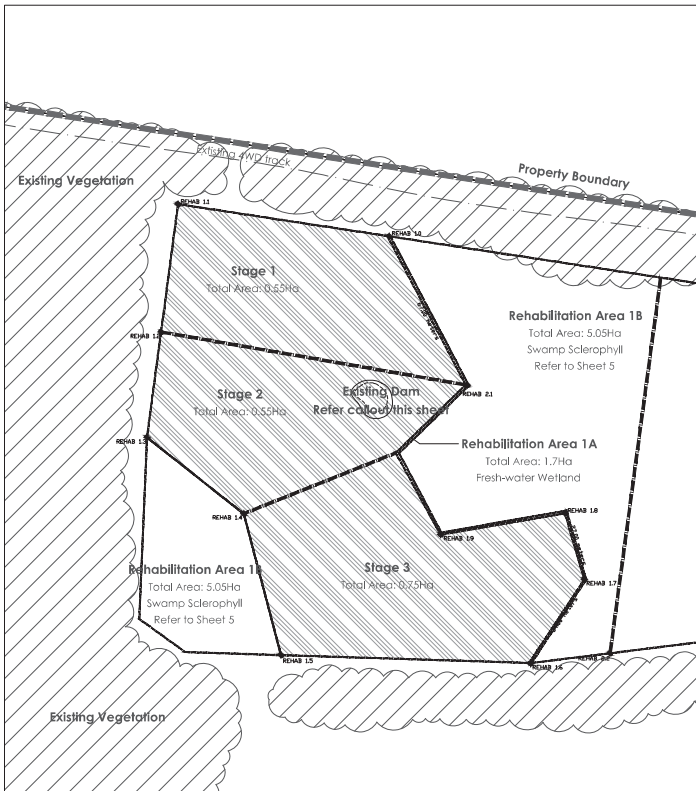 Existing 4WD track
Property Boundary
Existing Vegetation
REHAB 1.1
REHAB 1.0
Stage 1
Total Area: 0.55Ha
Rehabilitation Area 1B
Total Area: 5.05Ha
Swamp Sclerophyll
Refer to Sheet 5
REHAB 1.2
REHAB 2.1
Stage 2
Total Area: 0.55Ha
Existing Dam
Refer callout this sheet
REHAB 1.3
Rehabilitation Area 1A
Total Area: 1.7Ha
Fresh-water Wetland
REHAB 1.4
REHAB 1.8
REHAB 1.9
Stage 3
Total Area: 0.75Ha
REHAB 1.7
Rehabilitation Area 1B
Total Area: 5.05Ha
Swamp Sclerophyll
Refer to Sheet 5
REHAB 1.5
REHAB 1.6
REHAB 2.2
Existing Vegetation